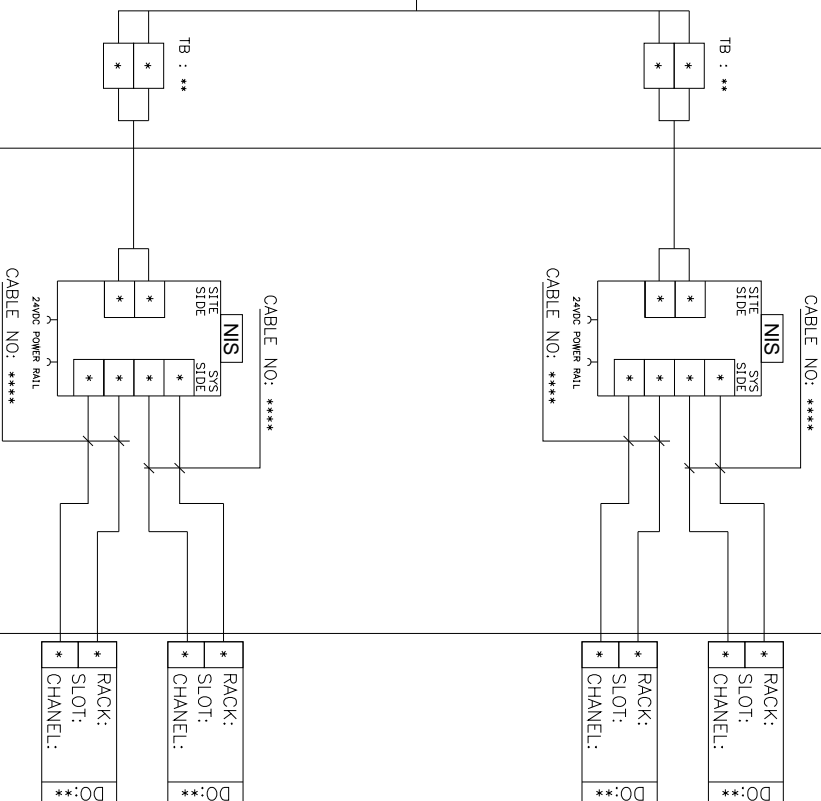 TB : **
*
*
TB : **
*
*
CABLE NO: ****
SITE SIDE
NIS
*
*
SYS SIDE
*
*
*
*
24VDC POWER RAIL
CABLE NO: ****
CABLE NO: ****
SITE SIDE
NIS
*
*
SYS SIDE
*
*
*
*
24VDC POWER RAIL
CABLE NO: ****
*
*
RACK:
SLOT:
CHANEL:
DO:**
*
*
RACK:
SLOT:
CHANEL:
DO:**
*
*
RACK:
SLOT:
CHANEL:
DO:**
*
*
RACK:
SLOT:
CHANEL:
DO:**